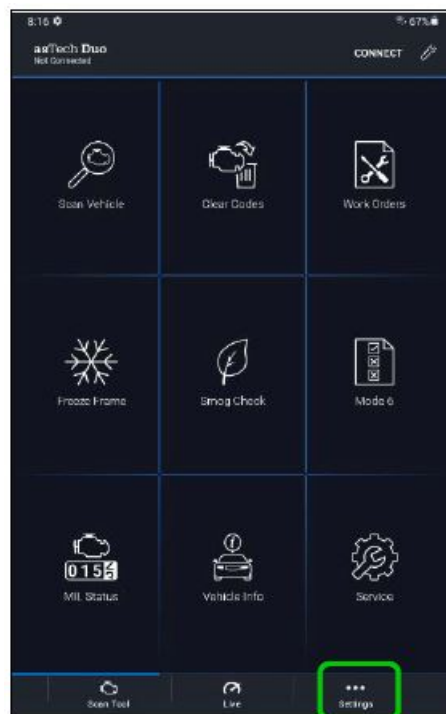 8:16 67%
asTech Duo
Not Connected
CONNECT
Scan Vehicle
Clear Codes
Work Orders
Freeze Frame
Smog Check
Mode 6
015
MIL Status
Vehicle Info
Service
Scan Tool
Live
Settings